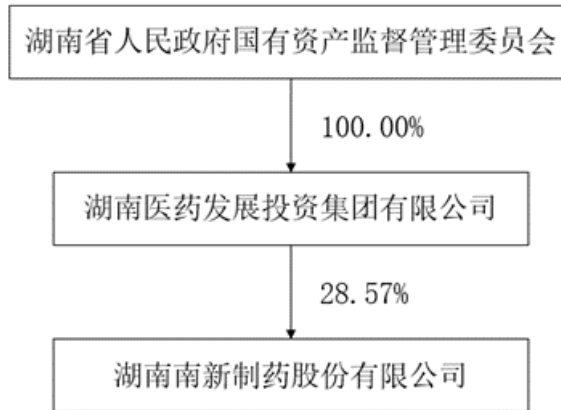 湖南省人民政府国有资产监督管理委员会
100.00%
湖南医药发展投资集团有限公司
28.57%
湖南南新制药股份有限公司